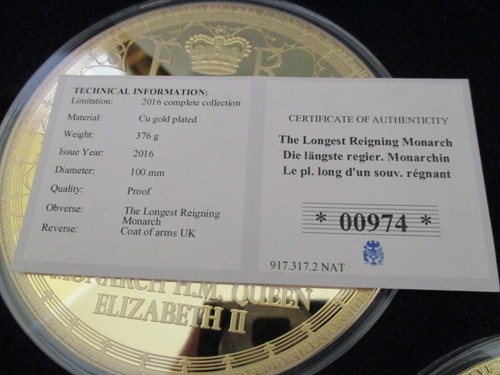 E R
TECHNICAL INFORMATION:
Limitation: 2016 complete collection
Material: Cu gold plated
Weight: 376 g
Issue Year: 2016
Diameter: 100 mm
Quality: Proof
Obverse: The Longest Reigning
Monarch
Reverse: Coat of arms UK
CERTIFICATE OF AUTHENTICITY
The Longest Reigning Monarch
Die längste regier. Monarchin
Le pl. long d'un souv. régnant
* 00974 *
917.317.2 NAT
MONARCH H.M. QUEEN
ELIZABETH II